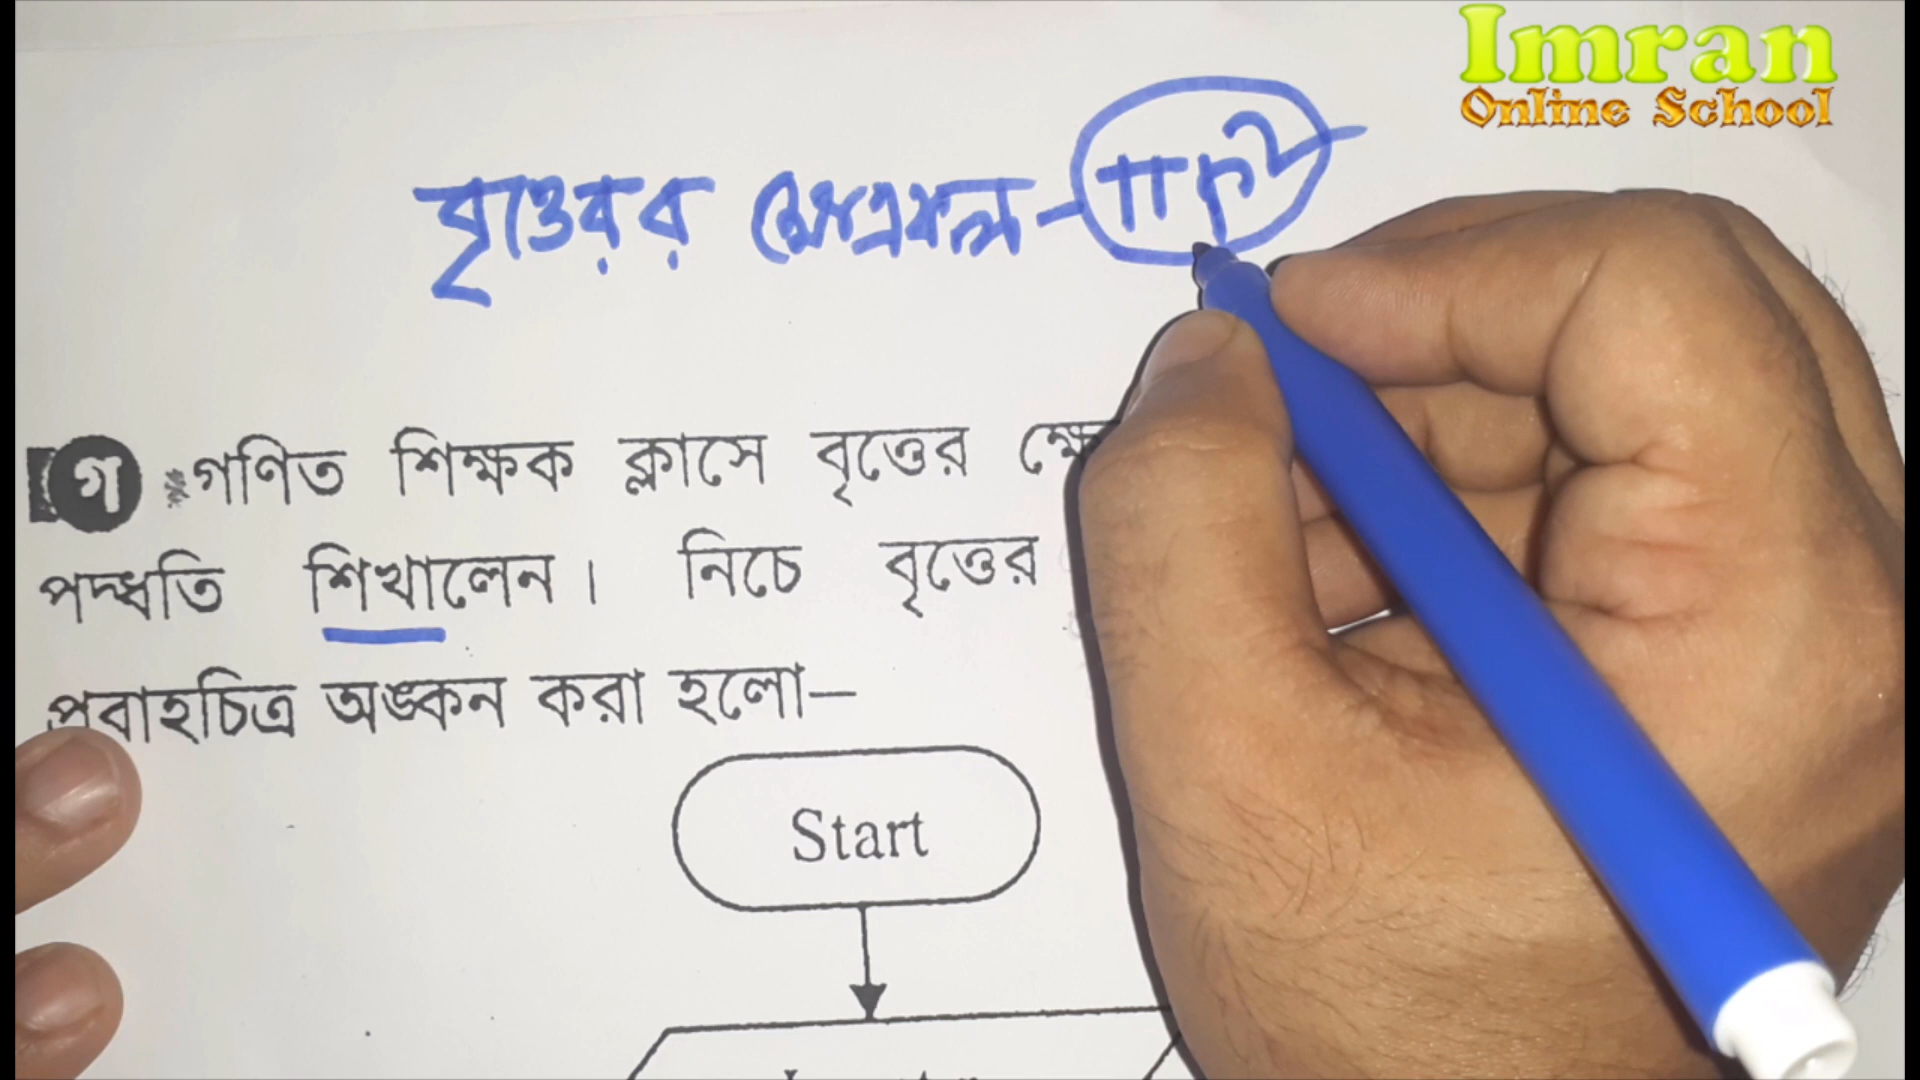 Imran
Online School
বৃত্তের ক্ষেত্রফল - πr²
গ গণিত শিক্ষক ক্লাসে বৃত্তের
পদ্ধতি শিখালেন। নিচে বৃত্তের
প্রবাহচিত্র অঙ্কন করা হলো–
Start